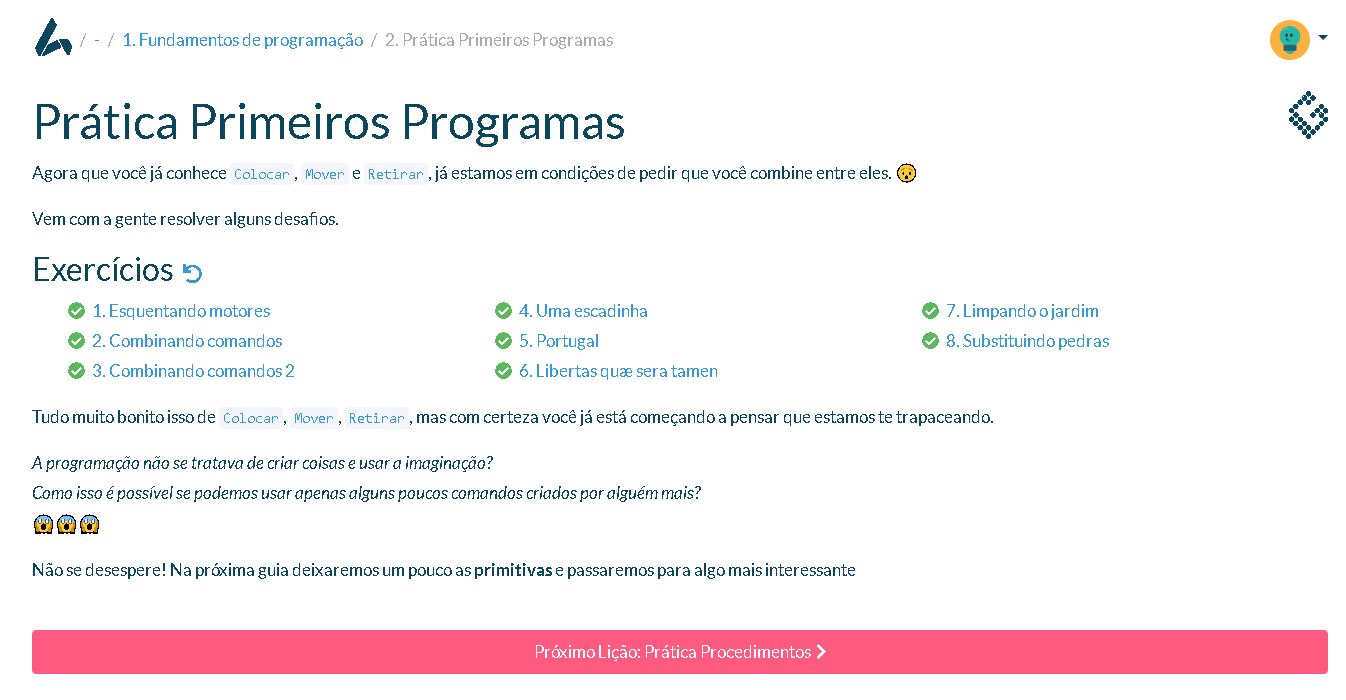 / - / 1. Fundamentos de programação / 2. Prática Primeiros Programas
Prática Primeiros Programas
Agora que você já conhece Colocar, Mover e Retirar, já estamos em condições de pedir que você combine entre eles. 😯
Vem com a gente resolver alguns desafios.
Exercícios
1. Esquentando motores
2. Combinando comandos
3. Combinando comandos 2
4. Uma escadinha
5. Portugal
6. Libertas quæ sera tamen
7. Limpando o jardim
8. Substituindo pedras
Tudo muito bonito isso de Colocar, Mover, Retirar, mas com certeza você já está começando a pensar que estamos te trapaceando.
A programação não se tratava de criar coisas e usar a imaginação?
Como isso é possível se podemos usar apenas alguns poucos comandos criados por alguém mais?
😱😱😱
Não se desespere! Na próxima guia deixaremos um pouco as primitivas e passaremos para algo mais interessante
Próximo Lição: Prática Procedimentos